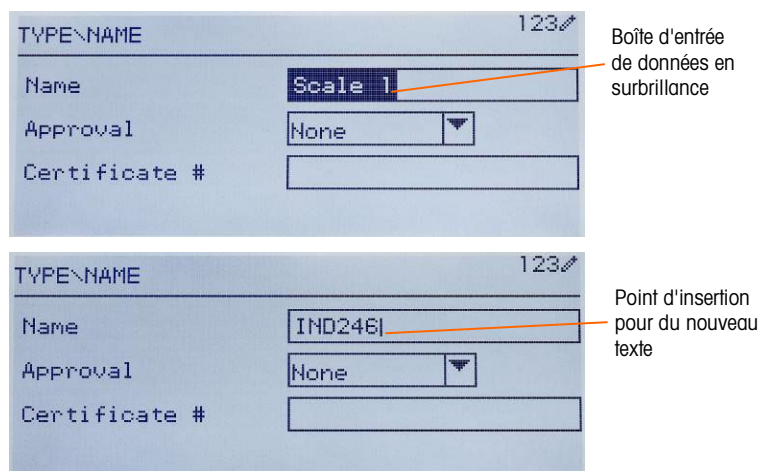 TYPE\NAME 123
Name Scale 1
Approval None
Certificate #
Boîte d'entrée
de données en
surbrillance
TYPE\NAME 123
Name IND246
Approval None
Certificate #
Point d'insertion
pour du nouveau
texte